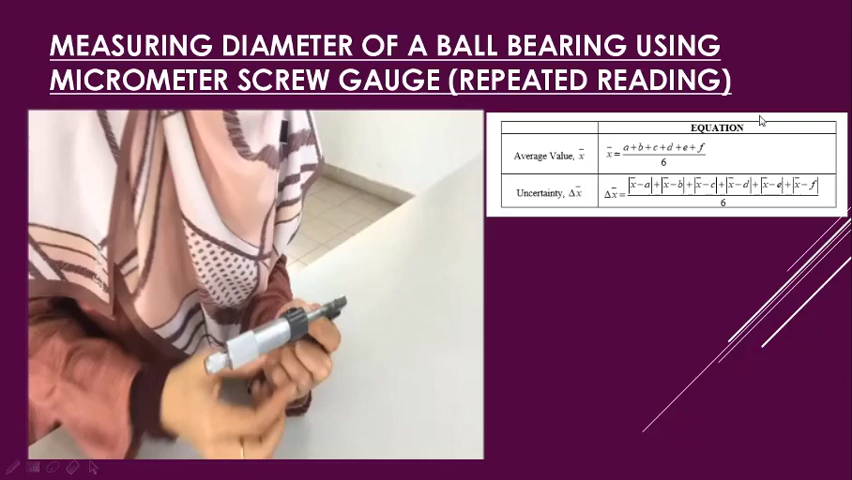 MEASURING DIAMETER OF A BALL BEARING USING
MICROMETER SCREW GAUGE (REPEATED READING)
EQUATION
Average Value, x̄
x̄ = (a+b+c+d+e+f)/6
Uncertainty, Δx̄
Δx̄ = (|x̄−a|+|x̄−b|+|x̄−c|+|x̄−d|+|x̄−e|+|x̄−f|)/6